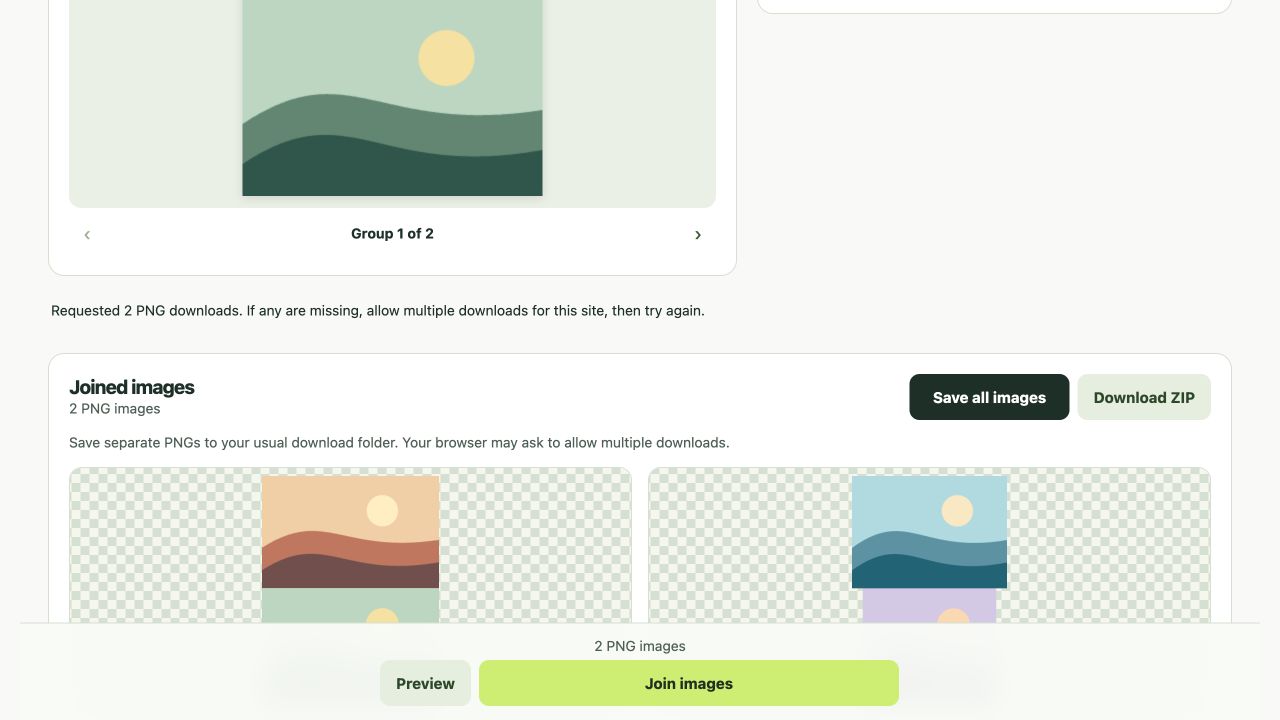 ‹
Group 1 of 2
›
Requested 2 PNG downloads. If any are missing, allow multiple downloads for this site, then try again.
Joined images
2 PNG images
Save all images
Download ZIP
Save separate PNGs to your usual download folder. Your browser may ask to allow multiple downloads.
2 PNG images
Preview
Join images